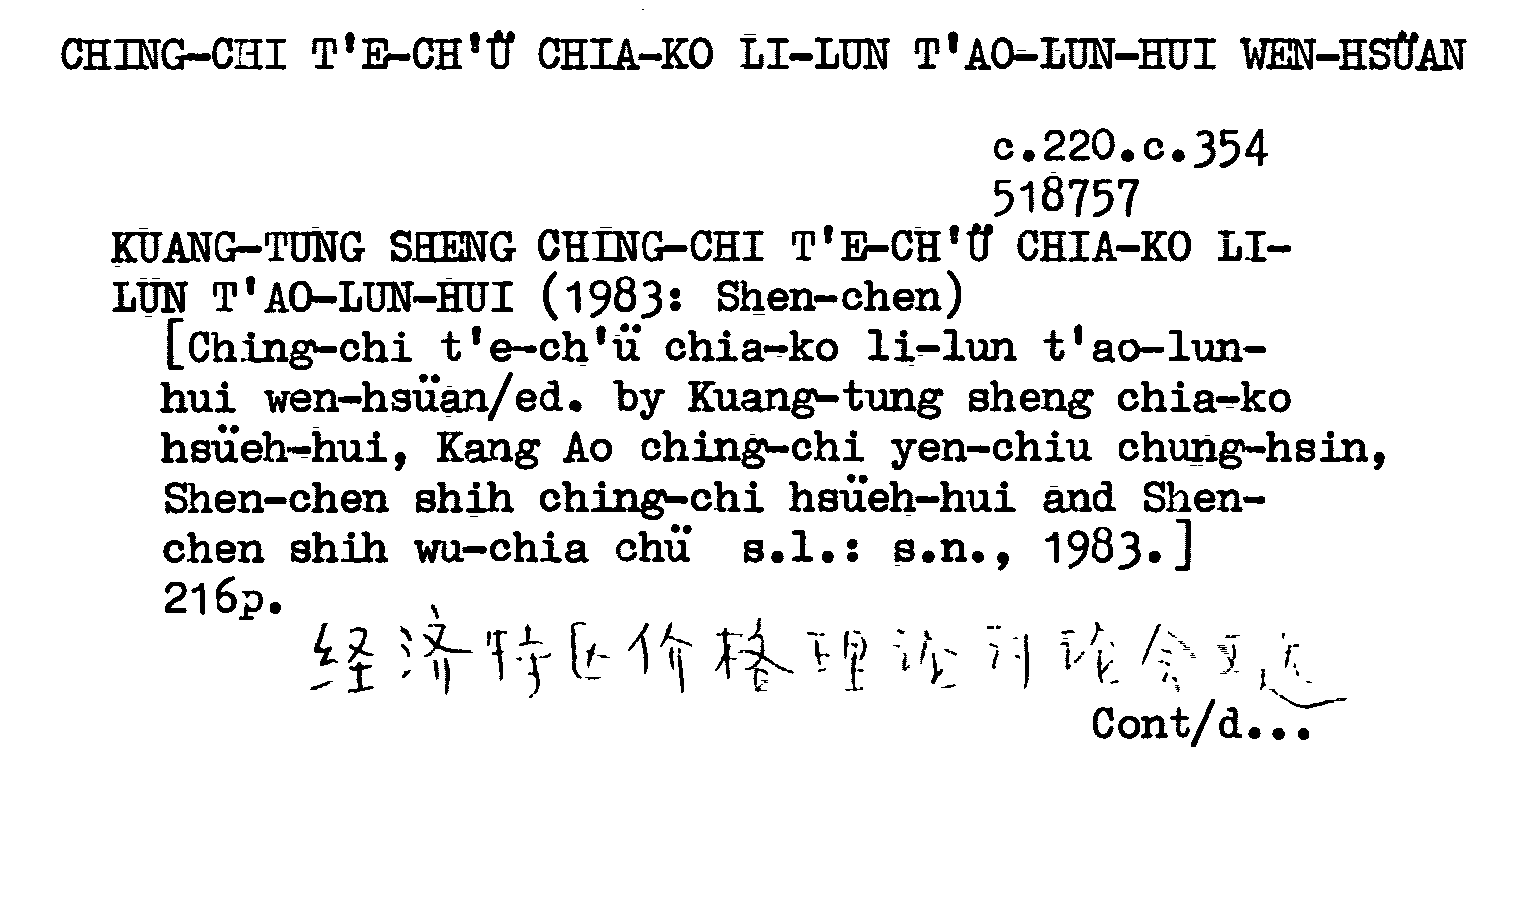 CHING-CHI T'E-CH'Ü CHIA-KO LI-LUN T'AO-LUN-HUI WEN-HSÜAN
c.220.c.354
518757
KUANG-TUNG SHENG CHING-CHI T'E-CH'Ü CHIA-KO LI-
LUN T'AO-LUN-HUI (1983: Shen-chen)
[Ching-chi t'e-ch'ü chia-ko li-lun t'ao-lun-
hui wen-hsüan/ed. by Kuang-tung sheng chia-ko
hsüeh-hui, Kang Ao ching-chi yen-chiu chung-hsin,
Shen-chen shih ching-chi hsüeh-hui and Shen-
chen shih wu-chia chü s.l.: s.n., 1983.]
216p.
经济特区价格理论讨论会文选
Cont/d...